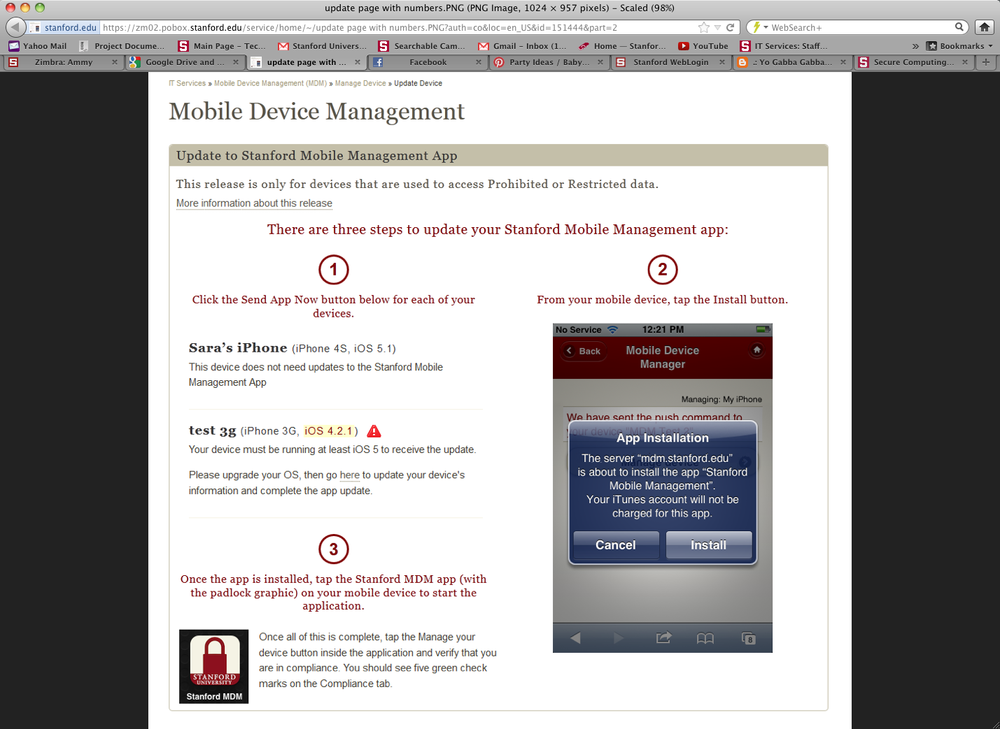 update page with numbers.PNG (PNG Image, 1024 × 957 pixels) – Scaled (98%)
stanford.edu https://zm02.pobox.stanford.edu/service/home/~/update page with numbers.PNG?auth=co&loc=en_US&id=151444&part=2
WebSearch+
Yahoo Mail Project Docume... S Main Page – Tec... Stanford Univers... S Searchable Cam... Gmail – Inbox (1... Home — Stanfor... YouTube S IT Services: Staff... » Bookmarks
S Zimbra: Ammy Google Drive and ... update page with ... Facebook Party Ideas / Baby... S Stanford WebLogin .: Yo Gabba Gabba... S Secure Computing...
IT Services » Mobile Device Management (MDM) » Manage Device » Update Device
Mobile Device Management
Update to Stanford Mobile Management App
This release is only for devices that are used to access Prohibited or Restricted data.
More information about this release
There are three steps to update your Stanford Mobile Management app:
1
Click the Send App Now button below for each of your
devices.
Sara's iPhone (iPhone 4S, iOS 5.1)
This device does not need updates to the Stanford Mobile
Management App
test 3g (iPhone 3G, iOS 4.2.1)
Your device must be running at least iOS 5 to receive the update.
Please upgrade your OS, then go here to update your device's
information and complete the app update.
2
From your mobile device, tap the Install button.
No Service 12:21 PM
Back
Mobile Device
Manager
Managing: My iPhone
We have sent the push command to
your device "MDM Test 2"
Manage device
App Installation
The server “mdm.stanford.edu”
is about to install the app “Stanford
Mobile Management”.
Your iTunes account will not be
charged for this app.
Cancel Install
8
3
Once the app is installed, tap the Stanford MDM app (with
the padlock graphic) on your mobile device to start the
application.
STANFORD
UNIVERSITY
Stanford MDM
Once all of this is complete, tap the Manage your
device button inside the application and verify that you
are in compliance. You should see five green check
marks on the Compliance tab.